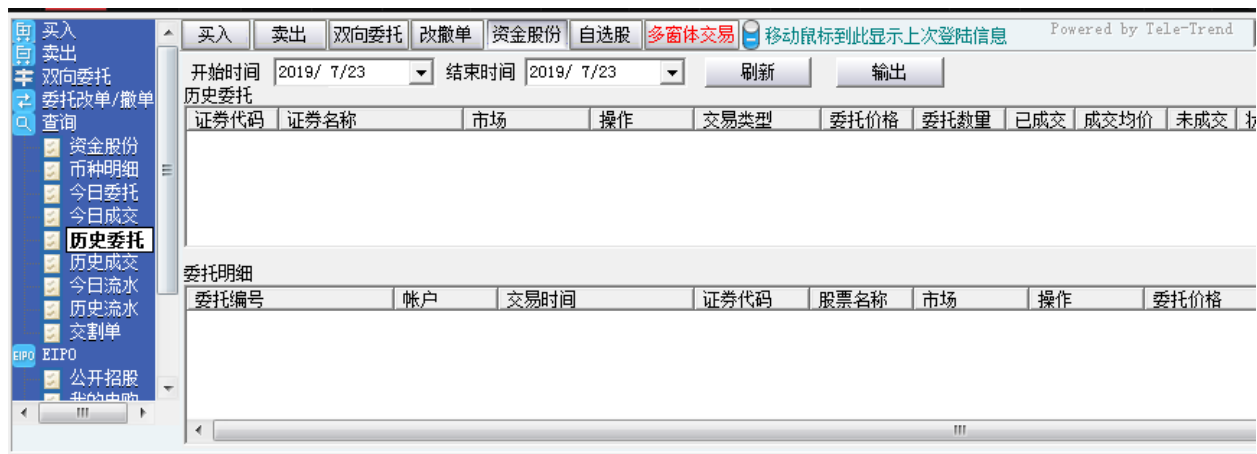 买入
卖出
双向委托
委托改单/撤单
查询
资金股份
币种明细
今日委托
今日成交
历史委托
历史成交
今日流水
历史流水
交割单
EIPO EIPO
公开招股
我的申购
买入 卖出 双向委托 改撤单 资金股份 自选股 多窗体交易 移动鼠标到此显示上次登陆信息 Powered by Tele-Trend
开始时间 2019/ 7/23 结束时间 2019/ 7/23 刷新 输出
历史委托
证券代码 证券名称 市场 操作 交易类型 委托价格 委托数量 已成交 成交均价 未成交
委托明细
委托编号 帐户 交易时间 证券代码 股票名称 市场 操作 委托价格